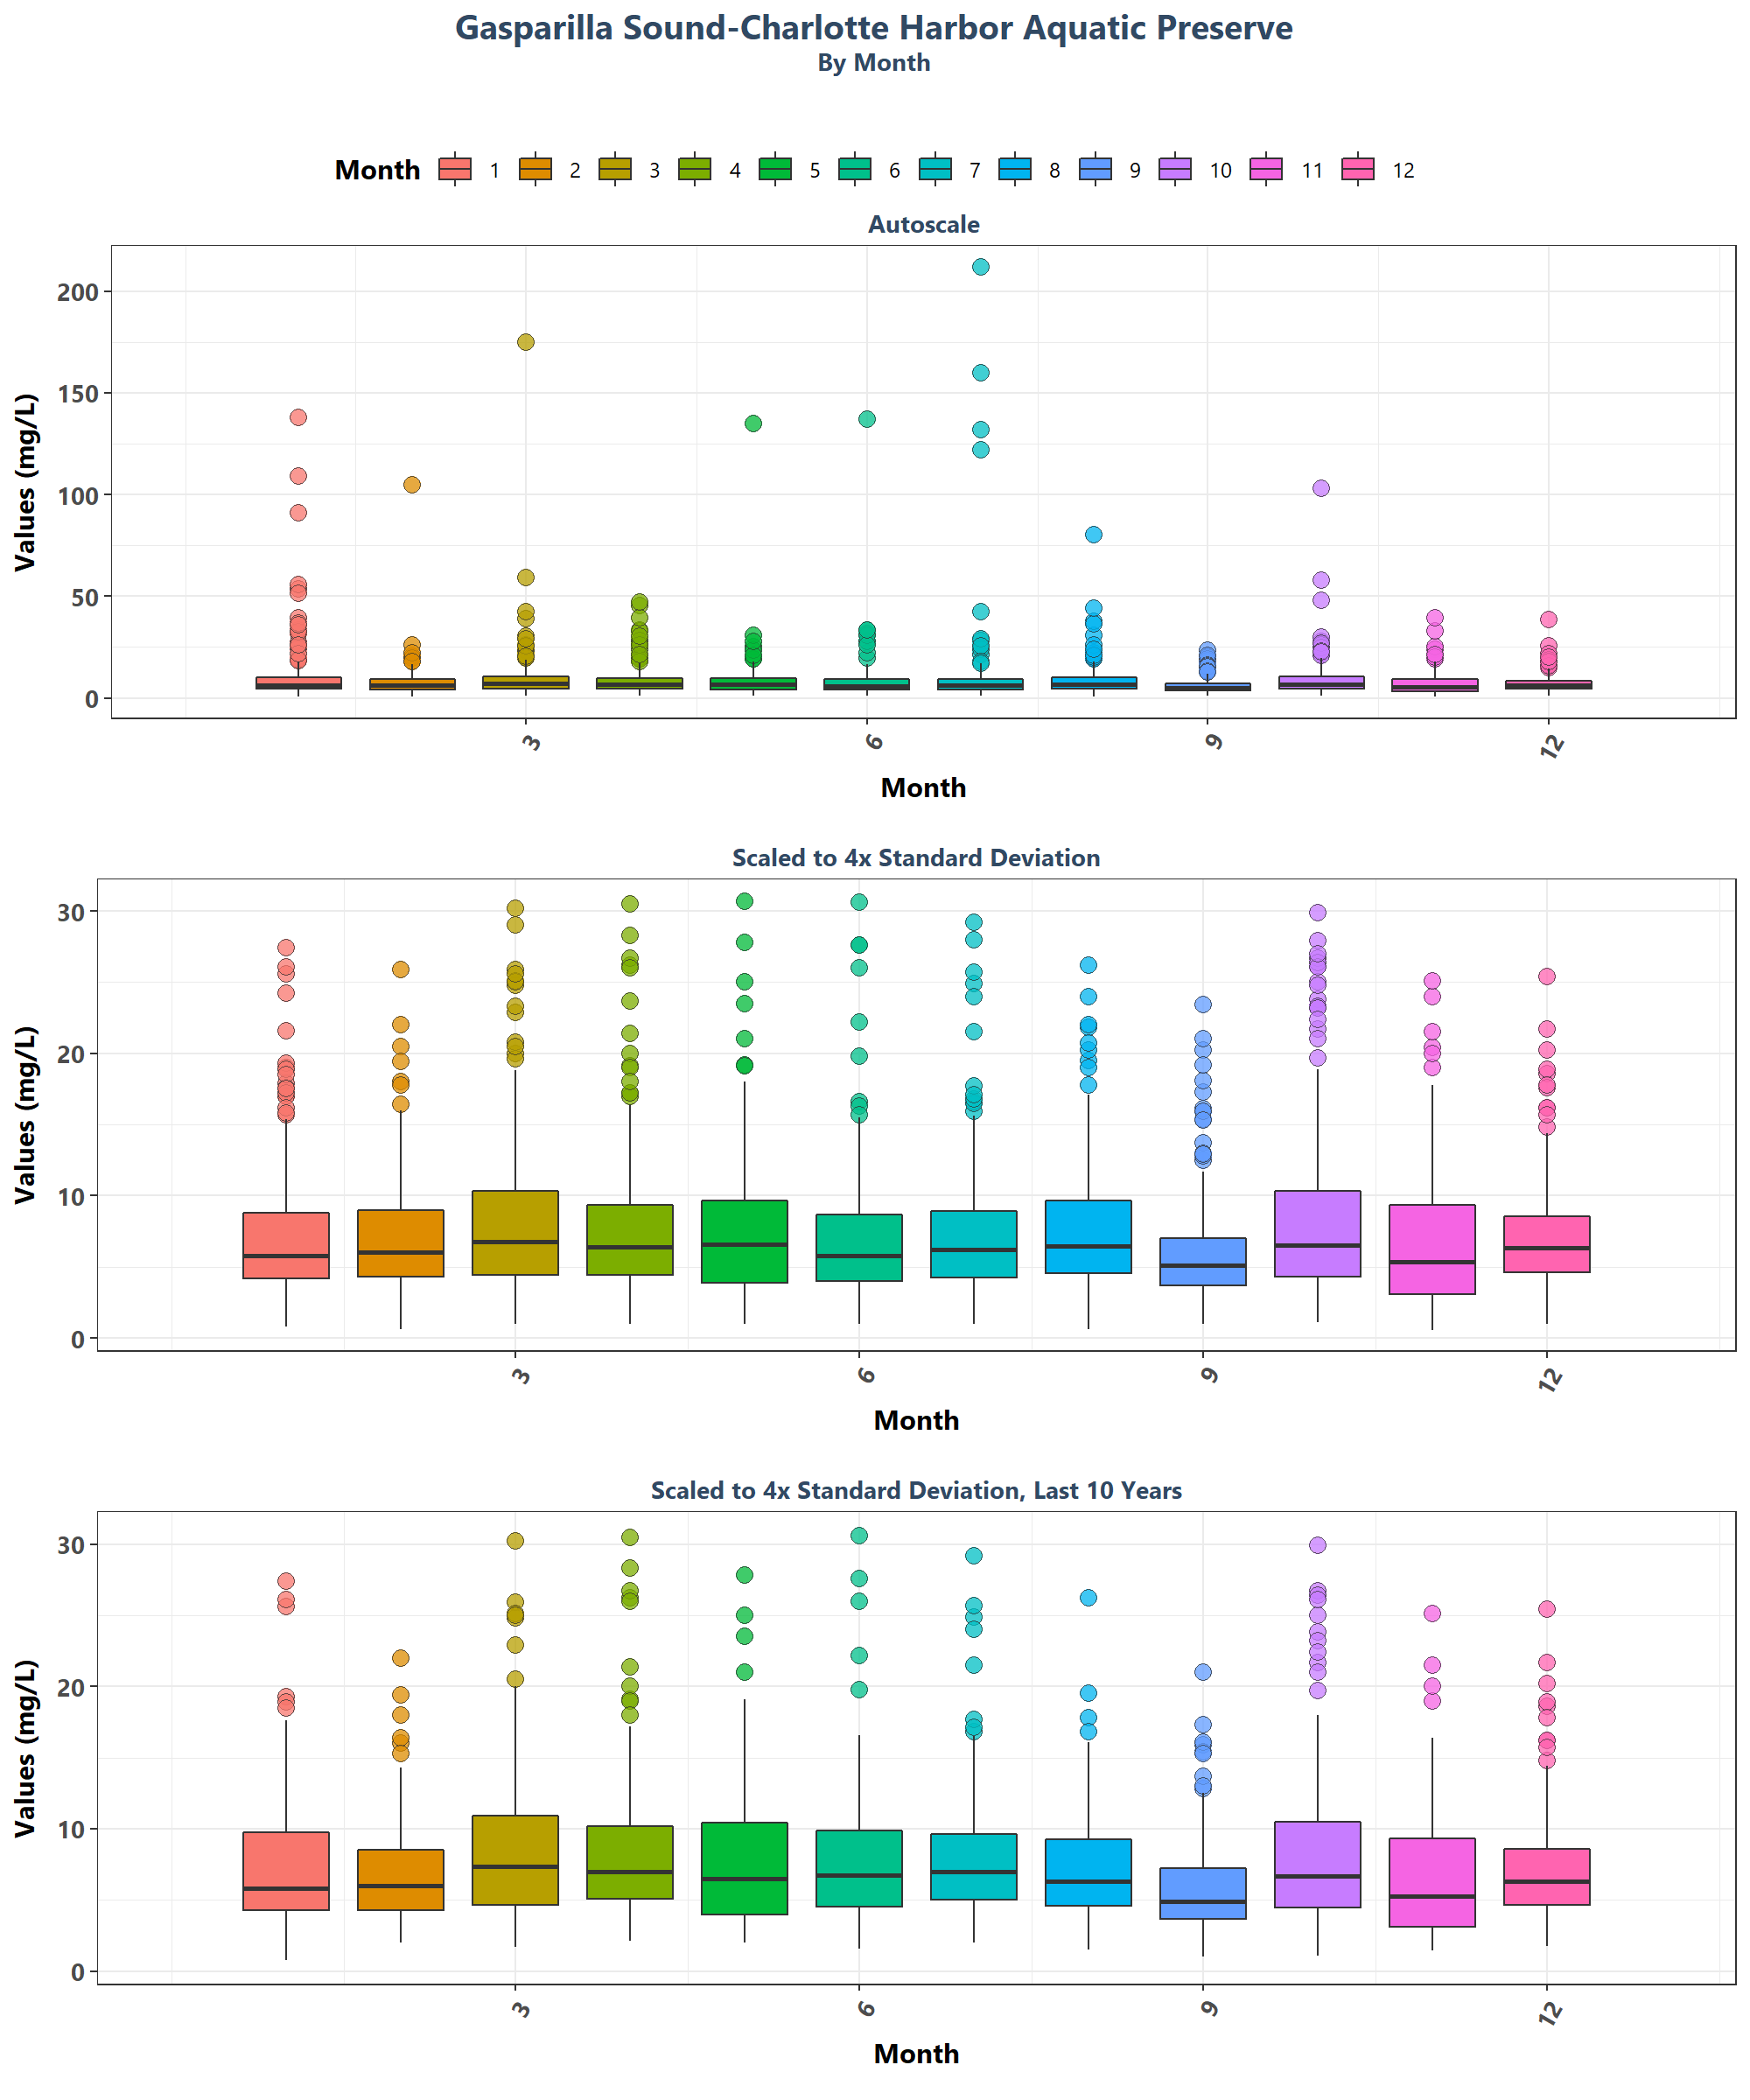 Gasparilla Sound-Charlotte Harbor Aquatic Preserve
By Month
Month 1 2 3 4 5 6 7 8 9 10 11 12
Autoscale
Values (mg/L)
200
150
100
50
0
3 6 9 12
Month
Scaled to 4x Standard Deviation
Values (mg/L)
30
20
10
0
3 6 9 12
Month
Scaled to 4x Standard Deviation, Last 10 Years
Values (mg/L)
30
20
10
0
3 6 9 12
Month